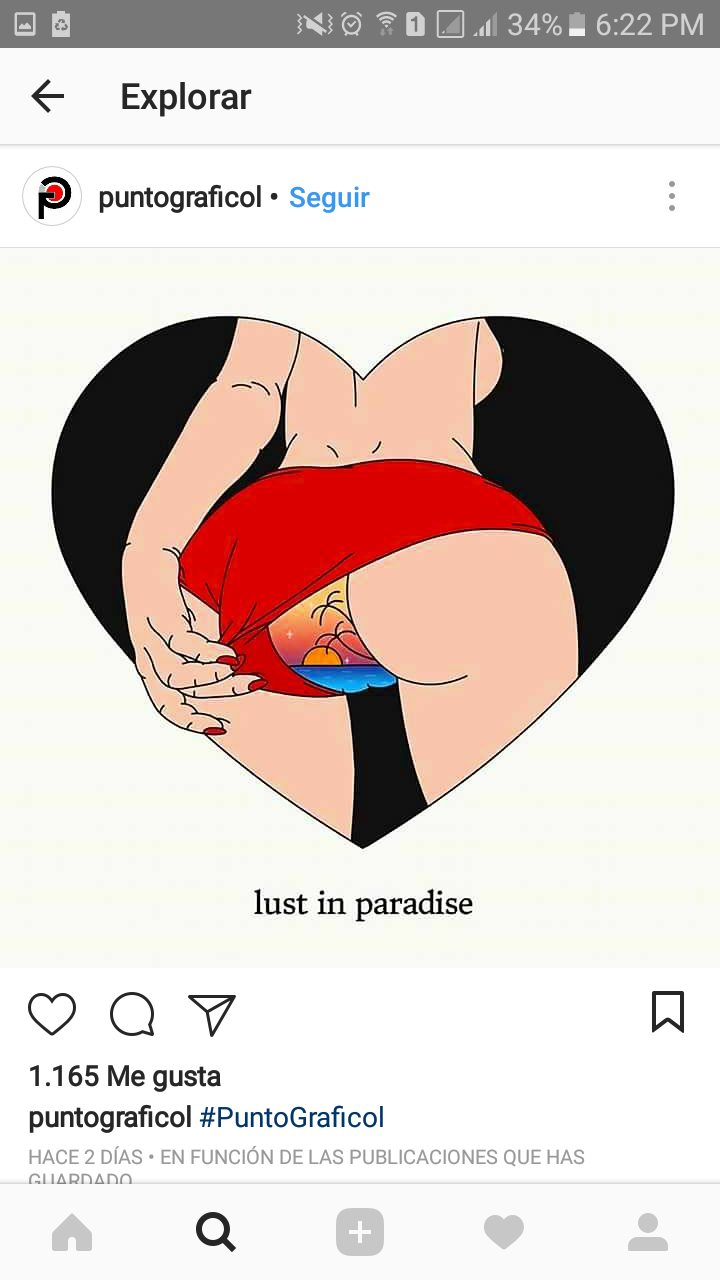 1 34% 6:22 PM
Explorar
puntograficol • Seguir
lust in paradise
1.165 Me gusta
puntograficol #PuntoGraficol
HACE 2 DÍAS • EN FUNCIÓN DE LAS PUBLICACIONES QUE HAS
GUARDADO